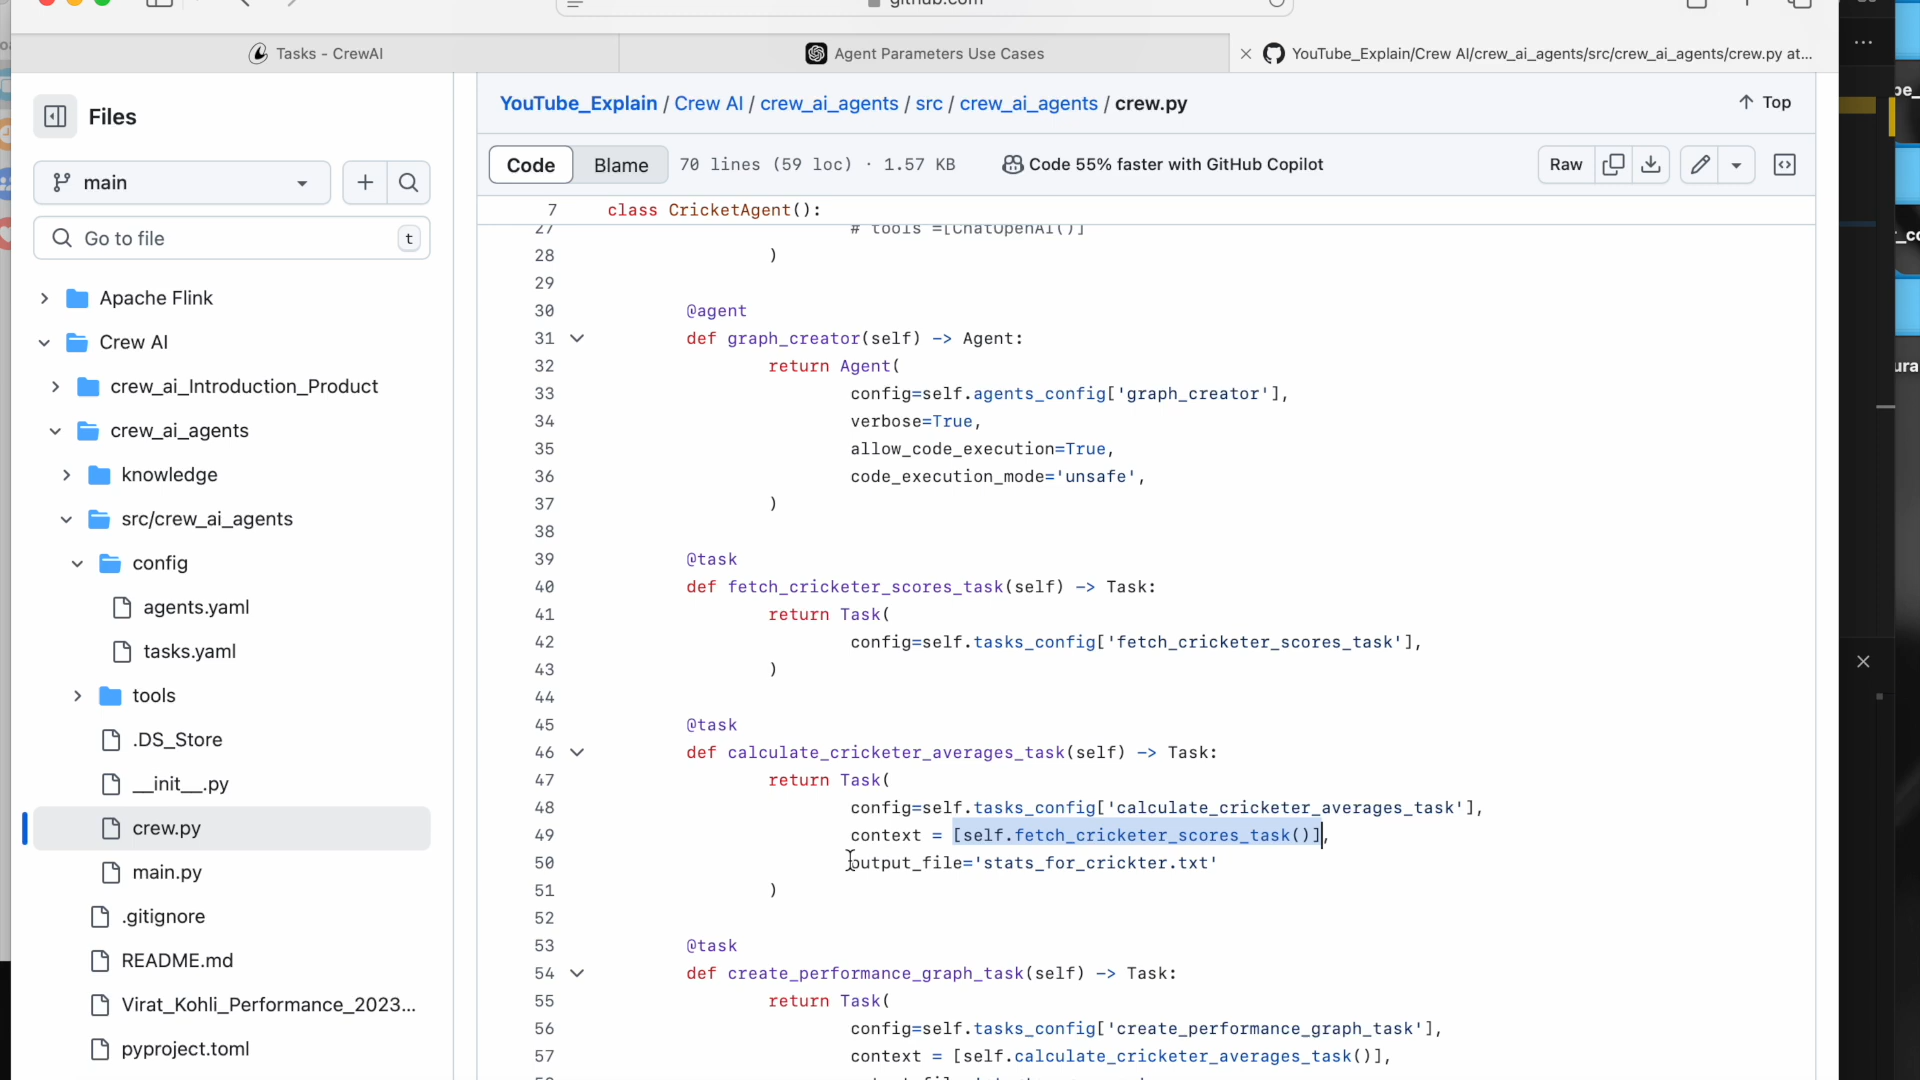 github.com
Tasks - CrewAI
Agent Parameters Use Cases
YouTube_Explain/Crew AI/crew_ai_agents/src/crew_ai_agents/crew.py at...
Files
main
Go to file
t
Apache Flink
Crew AI
crew_ai_Introduction_Product
crew_ai_agents
knowledge
src/crew_ai_agents
config
agents.yaml
tasks.yaml
tools
.DS_Store
__init__.py
crew.py
main.py
.gitignore
README.md
Virat_Kohli_Performance_2023...
pyproject.toml
YouTube_Explain / Crew AI / crew_ai_agents / src / crew_ai_agents / crew.py
Top
Code
Blame
70 lines (59 loc) · 1.57 KB
Code 55% faster with GitHub Copilot
Raw
7 class CricketAgent():
27 # tools =[ChatOpenAI()]
28 )
29
30 @agent
31 def graph_creator(self) -> Agent:
32 return Agent(
33 config=self.agents_config['graph_creator'],
34 verbose=True,
35 allow_code_execution=True,
36 code_execution_mode='unsafe',
37 )
38
39 @task
40 def fetch_cricketer_scores_task(self) -> Task:
41 return Task(
42 config=self.tasks_config['fetch_cricketer_scores_task'],
43 )
44
45 @task
46 def calculate_cricketer_averages_task(self) -> Task:
47 return Task(
48 config=self.tasks_config['calculate_cricketer_averages_task'],
49 context = [self.fetch_cricketer_scores_task()],
50 output_file='stats_for_crickter.txt'
51 )
52
53 @task
54 def create_performance_graph_task(self) -> Task:
55 return Task(
56 config=self.tasks_config['create_performance_graph_task'],
57 context = [self.calculate_cricketer_averages_task()],